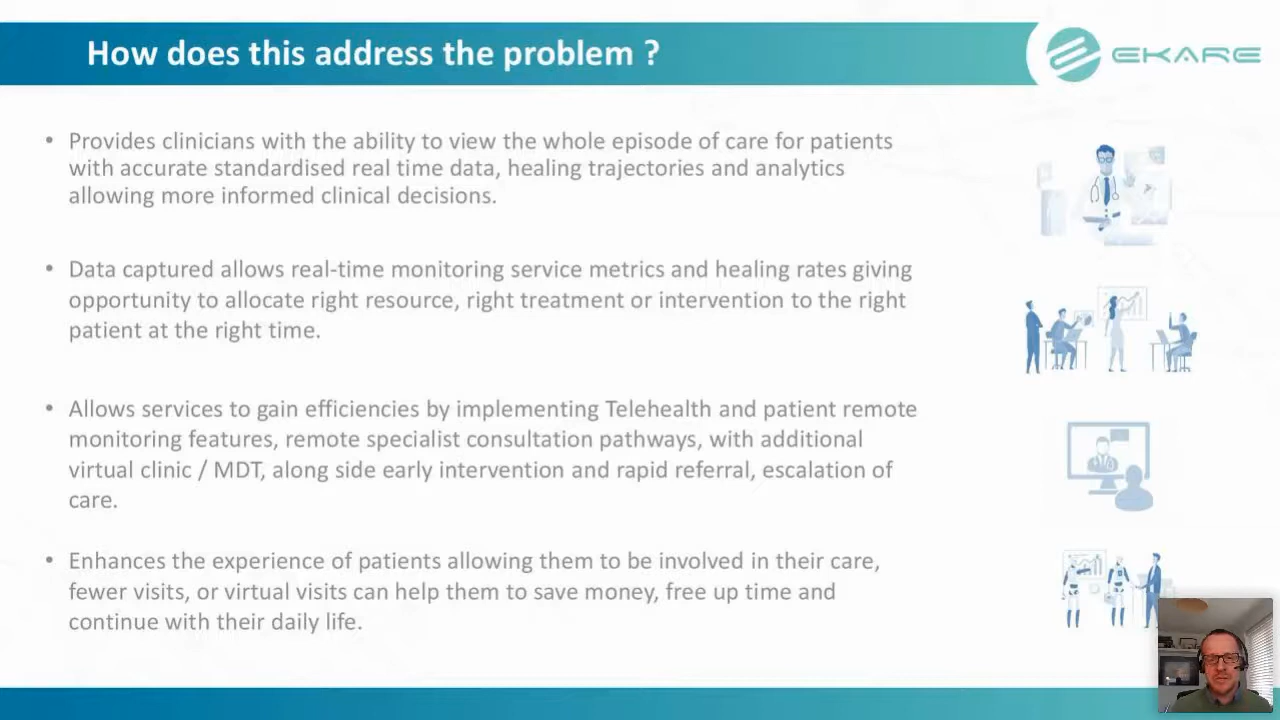 How does this address the problem ?
EKARE
• Provides clinicians with the ability to view the whole episode of care for patients
with accurate standardised real time data, healing trajectories and analytics
allowing more informed clinical decisions.
• Data captured allows real-time monitoring service metrics and healing rates giving
opportunity to allocate right resource, right treatment or intervention to the right
patient at the right time.
• Allows services to gain efficiencies by implementing Telehealth and patient remote
monitoring features, remote specialist consultation pathways, with additional
virtual clinic / MDT, along side early intervention and rapid referral, escalation of
care.
• Enhances the experience of patients allowing them to be involved in their care,
fewer visits, or virtual visits can help them to save money, free up time and
continue with their daily life.